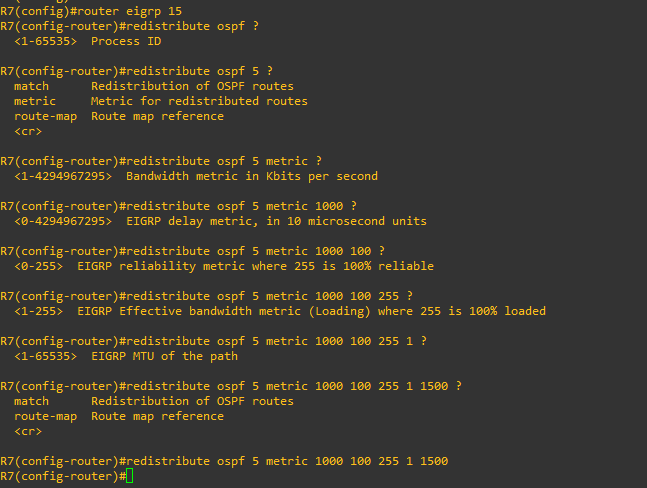 R7(config)#router eigrp 15
R7(config-router)#redistribute ospf ?
  <1-65535>  Process ID

R7(config-router)#redistribute ospf 5 ?
  match      Redistribution of OSPF routes
  metric     Metric for redistributed routes
  route-map  Route map reference
  <cr>

R7(config-router)#redistribute ospf 5 metric ?
  <1-4294967295>  Bandwidth metric in Kbits per second

R7(config-router)#redistribute ospf 5 metric 1000 ?
  <0-4294967295>  EIGRP delay metric, in 10 microsecond units

R7(config-router)#redistribute ospf 5 metric 1000 100 ?
  <0-255>  EIGRP reliability metric where 255 is 100% reliable

R7(config-router)#redistribute ospf 5 metric 1000 100 255 ?
  <1-255>  EIGRP Effective bandwidth metric (Loading) where 255 is 100% loaded

R7(config-router)#redistribute ospf 5 metric 1000 100 255 1 ?
  <1-65535>  EIGRP MTU of the path

R7(config-router)#redistribute ospf 5 metric 1000 100 255 1 1500 ?
  match      Redistribution of OSPF routes
  route-map  Route map reference
  <cr>

R7(config-router)#redistribute ospf 5 metric 1000 100 255 1 1500
R7(config-router)#